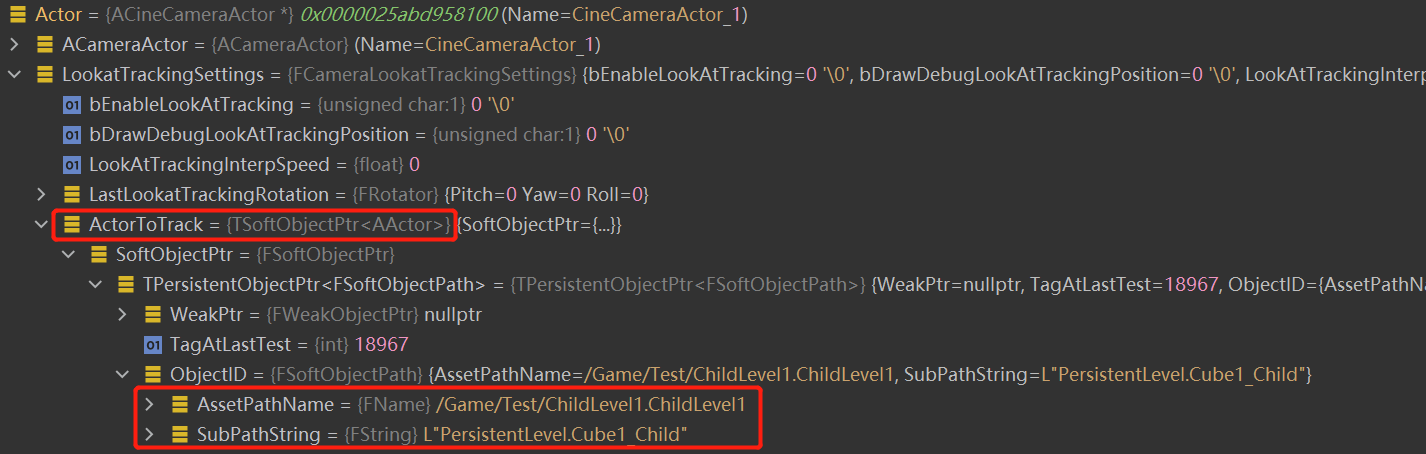 Actor = {ACineCameraActor *} 0x0000025abd958100 (Name=CineCameraActor_1)
ACameraActor = {ACameraActor} (Name=CineCameraActor_1)
LookatTrackingSettings = {FCameraLookatTrackingSettings} {bEnableLookAtTracking=0 '\0', bDrawDebugLookAtTrackingPosition=0 '\0', LookAtTrackingInterp
01 bEnableLookAtTracking = {unsigned char:1} 0 '\0'
01 bDrawDebugLookAtTrackingPosition = {unsigned char:1} 0 '\0'
01 LookAtTrackingInterpSpeed = {float} 0
LastLookatTrackingRotation = {FRotator} {Pitch=0 Yaw=0 Roll=0}
ActorToTrack = {TSoftObjectPtr<AActor>} {SoftObjectPtr={...}}
SoftObjectPtr = {FSoftObjectPtr}
TPersistentObjectPtr<FSoftObjectPath> = {TPersistentObjectPtr<FSoftObjectPath>} {WeakPtr=nullptr, TagAtLastTest=18967, ObjectID={AssetPathNa
WeakPtr = {FWeakObjectPtr} nullptr
01 TagAtLastTest = {int} 18967
ObjectID = {FSoftObjectPath} {AssetPathName=/Game/Test/ChildLevel1.ChildLevel1, SubPathString=L"PersistentLevel.Cube1_Child"}
AssetPathName = {FName} /Game/Test/ChildLevel1.ChildLevel1
SubPathString = {FString} L"PersistentLevel.Cube1_Child"